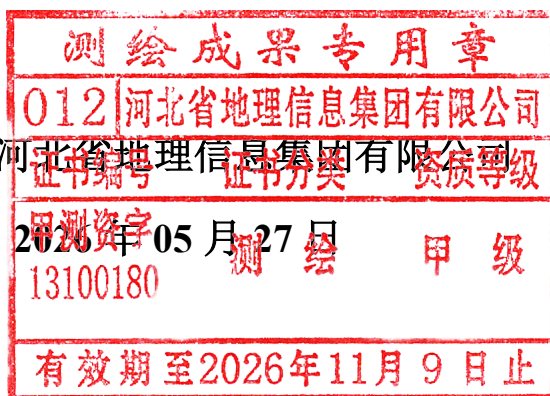 测绘成果专用章
012 河北省地理信息集团有限公司
河北省地理信息集团有限公司
证书编号 证书分类 资质等级
甲测资字
13100180
测绘 甲级
2026 年 05 月 27 日
有效期至2026年11月9日止